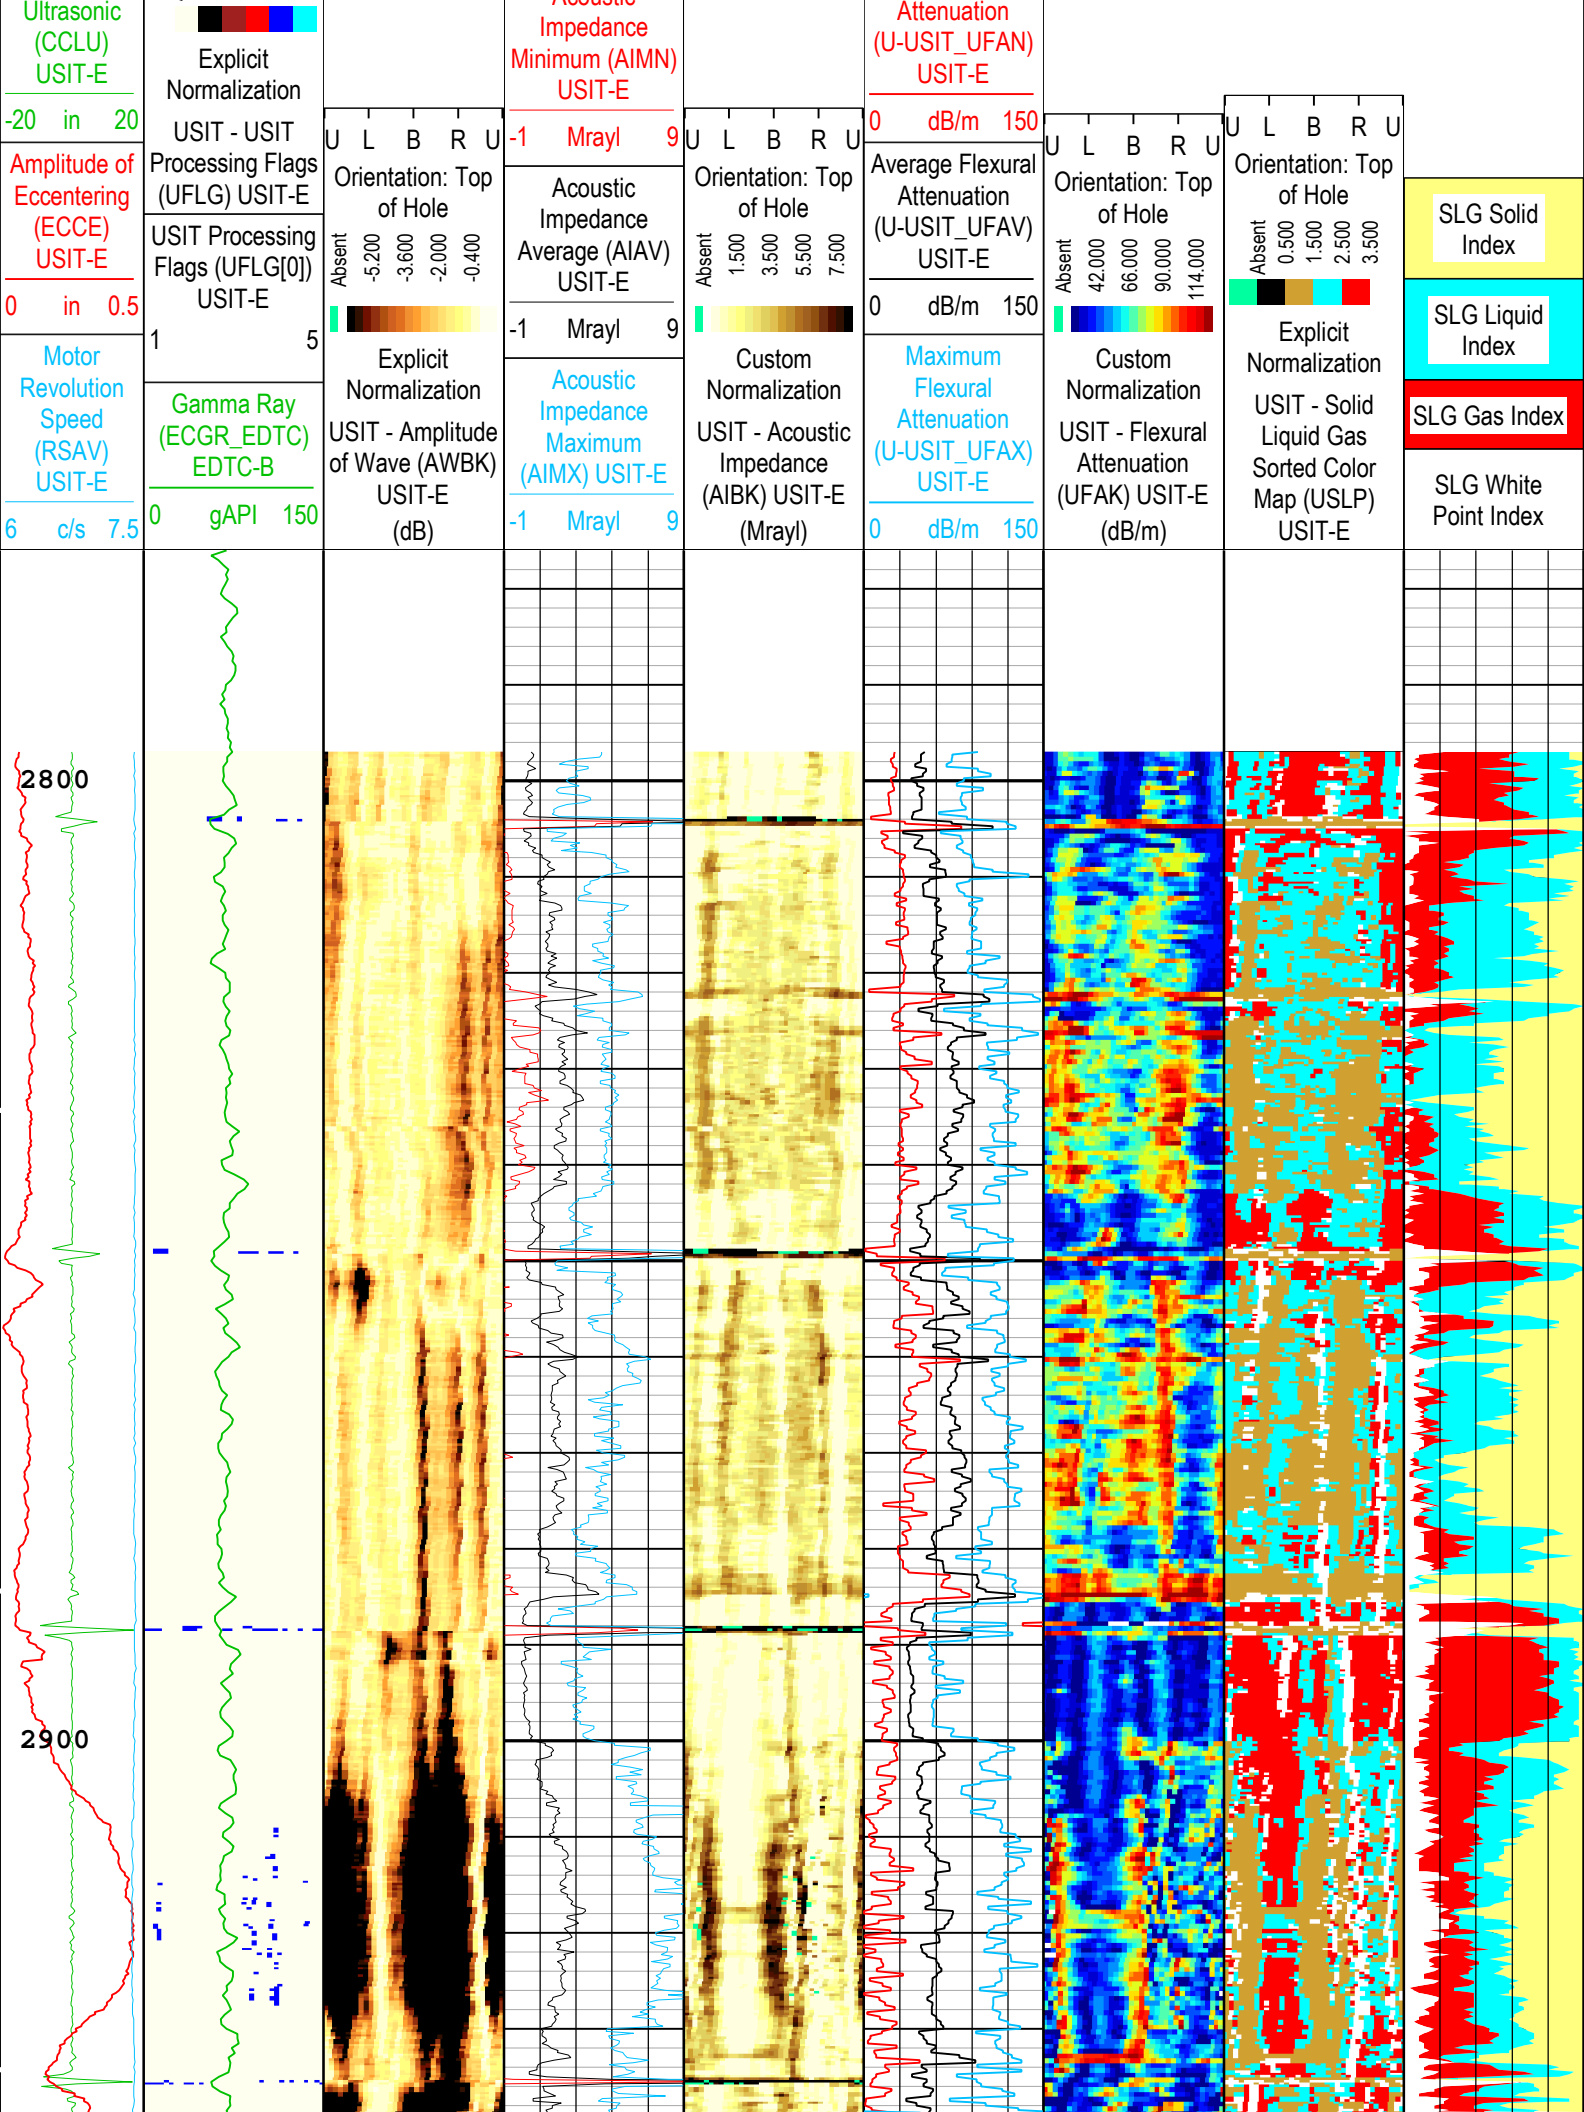 Ultrasonic
(CCLU)
USIT-E
-20 in 20
Amplitude of
Eccentering
(ECCE)
USIT-E
0 in 0.5
Motor
Revolution
Speed
(RSAV)
USIT-E
6 c/s 7.5
Explicit
Normalization
USIT - USIT
Processing Flags
(UFLG) USIT-E
USIT Processing
Flags (UFLG[0])
USIT-E
1 5
Gamma Ray
(ECGR_EDTC)
EDTC-B
0 gAPI 150
U L B R U
Orientation: Top
of Hole
Absent
-5.200
-3.600
-2.000
-0.400
Explicit
Normalization
USIT - Amplitude
of Wave (AWBK)
USIT-E
(dB)
Acoustic
Impedance
Minimum (AIMN)
USIT-E
-1 Mrayl 9
Acoustic
Impedance
Average (AIAV)
USIT-E
-1 Mrayl 9
Acoustic
Impedance
Maximum
(AIMX) USIT-E
-1 Mrayl 9
U L B R U
Orientation: Top
of Hole
Absent
1.500
3.500
5.500
7.500
Custom
Normalization
USIT - Acoustic
Impedance
(AIBK) USIT-E
(Mrayl)
Attenuation
(U-USIT_UFAN)
USIT-E
0 dB/m 150
Average Flexural
Attenuation
(U-USIT_UFAV)
USIT-E
0 dB/m 150
Maximum
Flexural
Attenuation
(U-USIT_UFAX)
USIT-E
0 dB/m 150
U L B R U
Orientation: Top
of Hole
Absent
42.000
66.000
90.000
114.000
Custom
Normalization
USIT - Flexural
Attenuation
(UFAK) USIT-E
(dB/m)
U L B R U
Orientation: Top
of Hole
Absent
0.500
1.500
2.500
3.500
Explicit
Normalization
USIT - Solid
Liquid Gas
Sorted Color
Map (USLP)
USIT-E
SLG Solid
Index
SLG Liquid
Index
SLG Gas Index
SLG White
Point Index
2800
2900